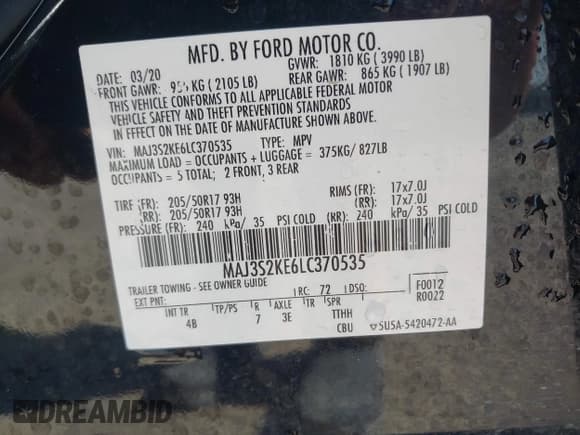 MFD. BY FORD MOTOR CO.
DATE: 03/20 GVWR: 1810 KG ( 3990 LB)
FRONT GAWR: KG ( 2105 LB) REAR GAWR: 865 KG ( 1907 LB)
THIS VEHICLE CONFORMS TO ALL APPLICABLE FEDERAL MOTOR
VEHICLE SAFETY AND THEFT PREVENTION STANDARDS
IN EFFECT ON THE DATE OF MANUFACTURE SHOWN ABOVE.
VIN: MAJ3S2KE6LC370535 TYPE: MPV
MAXIMUM LOAD = OCCUPANTS + LUGGAGE = 375KG/ 827LB
OCCUPANTS = 5 TOTAL; 2 FRONT, 3 REAR
TIRE (FR): 205/50R17 93H RIMS (FR): 17x7.0J
(RR): 205/50R17 93H (RR): 17x7.0J
PRESSURE (FR): 240 kPa/ 35 PSI COLD (RR): 240 kPa/ 35 PSI COLD
MAJ3S2KE6LC370535
TRAILER TOWING - SEE OWNER GUIDE
EXT PNT: RC: 72 DSO: F0012
R0022
INT TR TP/PS R AXLE TR SPR
4B 7 3E TTHH
CBU SU5A-5420472-AA
DREAMBID